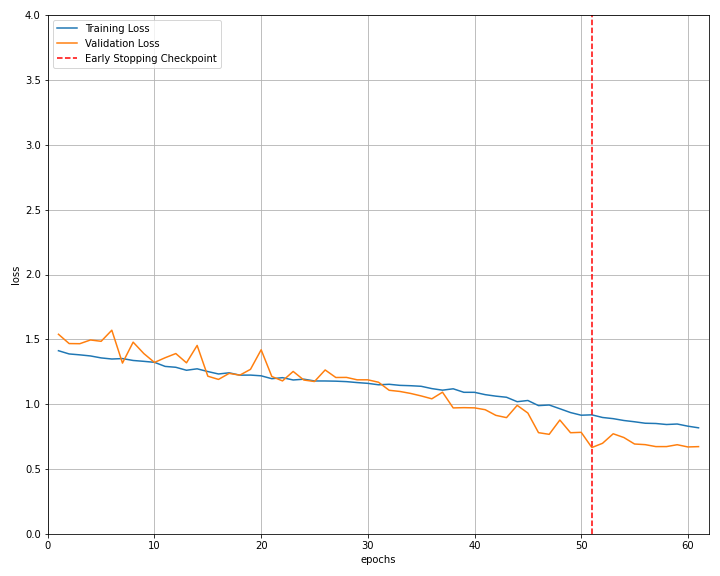 4.0
3.5
3.0
2.5
2.0
1.5
1.0
0.5
0.0
loss
Training Loss
Validation Loss
Early Stopping Checkpoint
0 10 20 30 40 50 60
epochs